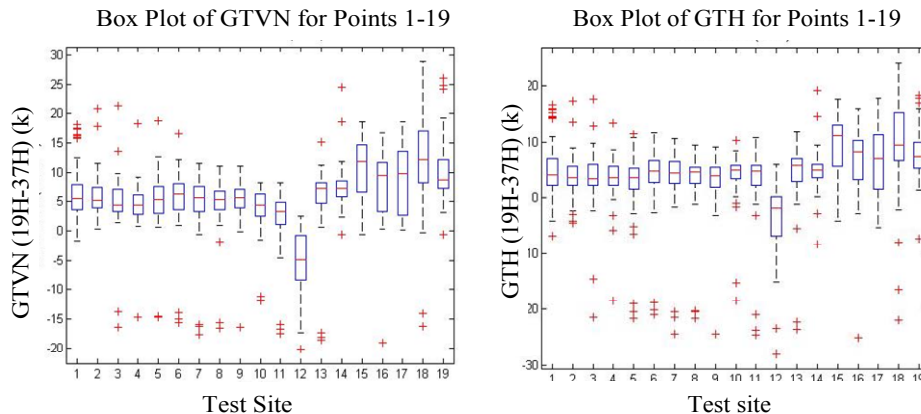 Box Plot of GTVN for Points 1-19
GTVN (19H-37H) (k)
30
25
20
15
10
5
0
-5
-10
-15
-20
1 2 3 4 5 6 7 8 9 10 11 12 13 14 15 16 17 18 19
Test Site
Box Plot of GTH for Points 1-19
GTH (19H-37H) (k)
20
10
0
10
20
-30
1 2 3 4 5 6 7 8 9 10 11 12 13 14 15 16 17 18 19
Test site